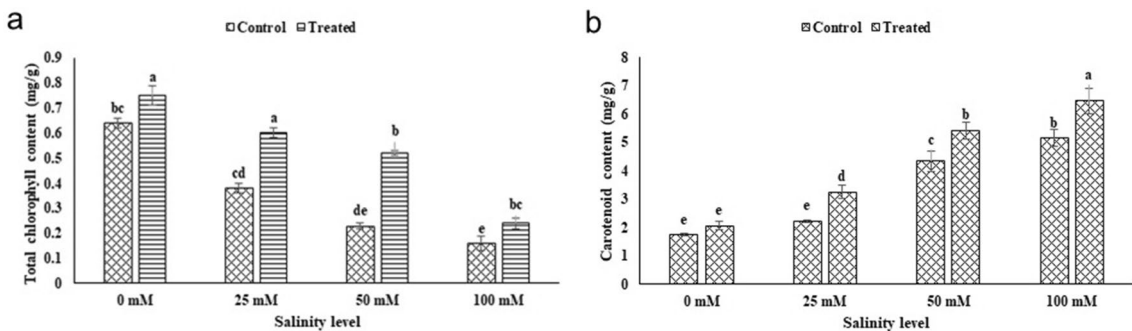 a
Control Treated
Total chlorophyll content (mg/g)
0.9
0.8
0.7
0.6
0.5
0.4
0.3
0.2
0.1
0
bc a
cd a
de b
e bc
0 mM 25 mM 50 mM 100 mM
Salinity level
b
Control Treated
Carotenoid content (mg/g)
8
7
6
5
4
3
2
1
0
e e
e d
c b
b a
0 mM 25 mM 50 mM 100 mM
Salinity level